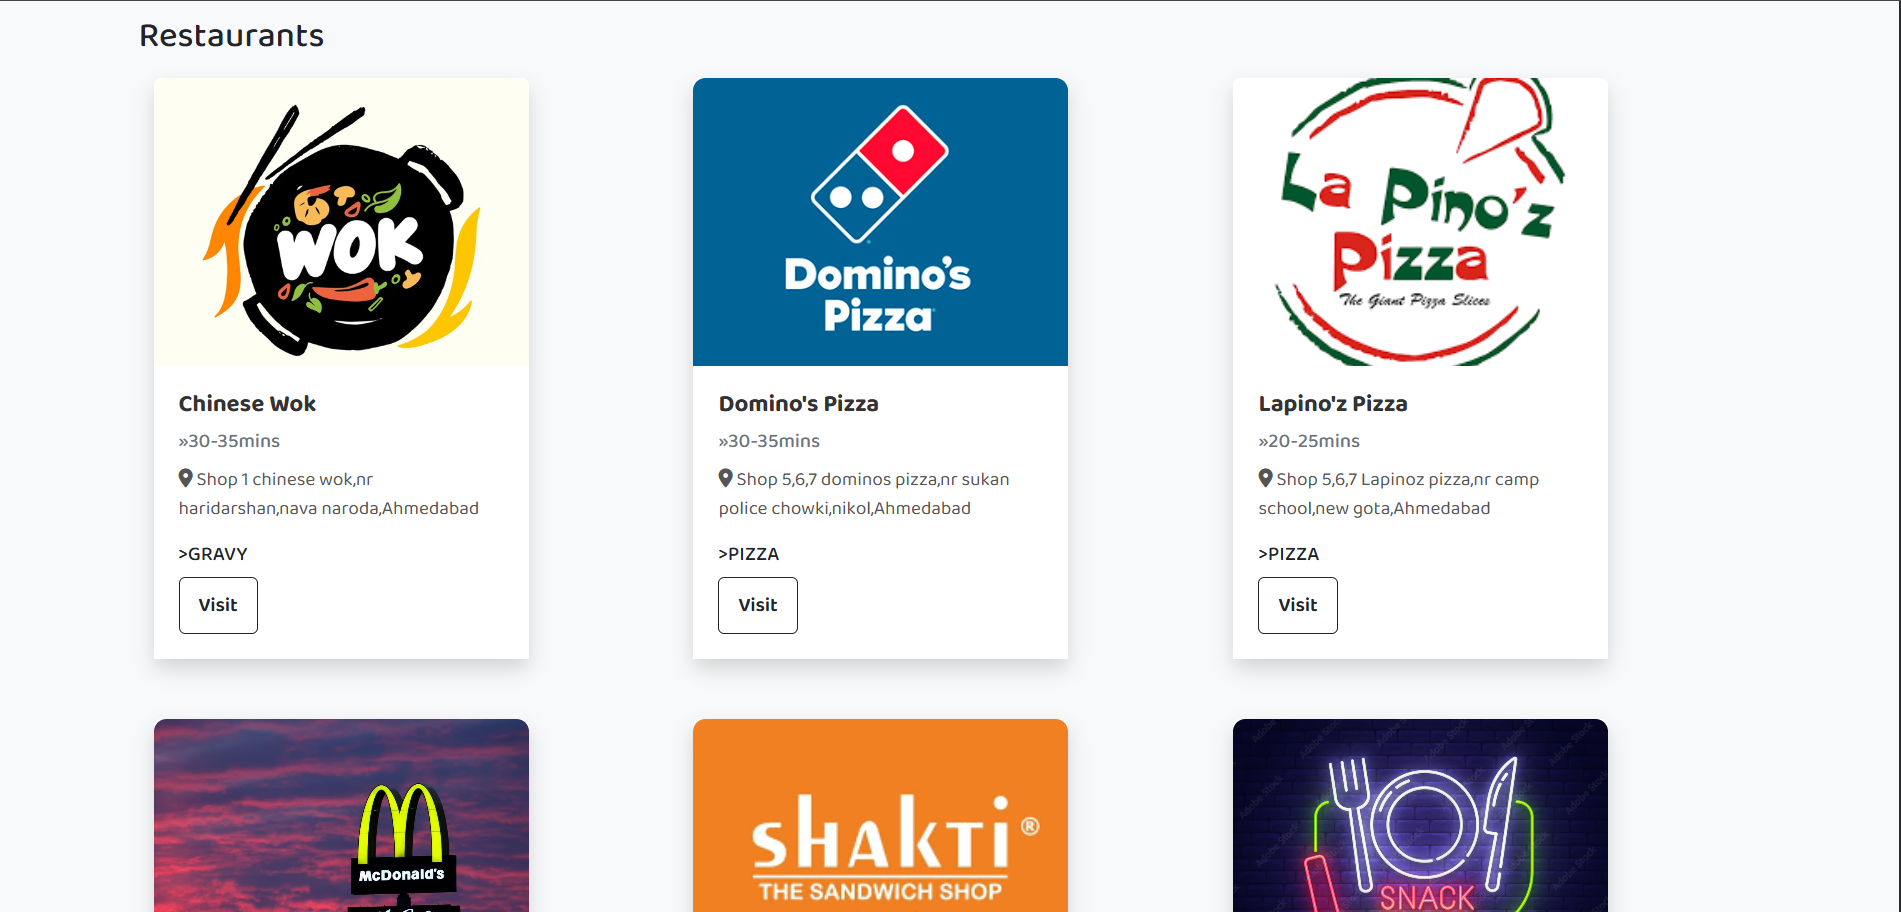 Restaurants
WOK
Domino's
Pizza
La Pino'z
Pizza
The Giant Pizza Slices
Chinese Wok
»30-35mins
Shop 1 chinese wok,nr
haridarshan,nava naroda,Ahmedabad
>GRAVY
Visit
Domino's Pizza
»30-35mins
Shop 5,6,7 dominos pizza,nr sukan
police chowki,nikol,Ahmedabad
>PIZZA
Visit
Lapino'z Pizza
»20-25mins
Shop 5,6,7 Lapinoz pizza,nr camp
school,new gota,Ahmedabad
>PIZZA
Visit
McDonald's
SHAKTI®
THE SANDWICH SHOP
Adobe Stock
SNACK